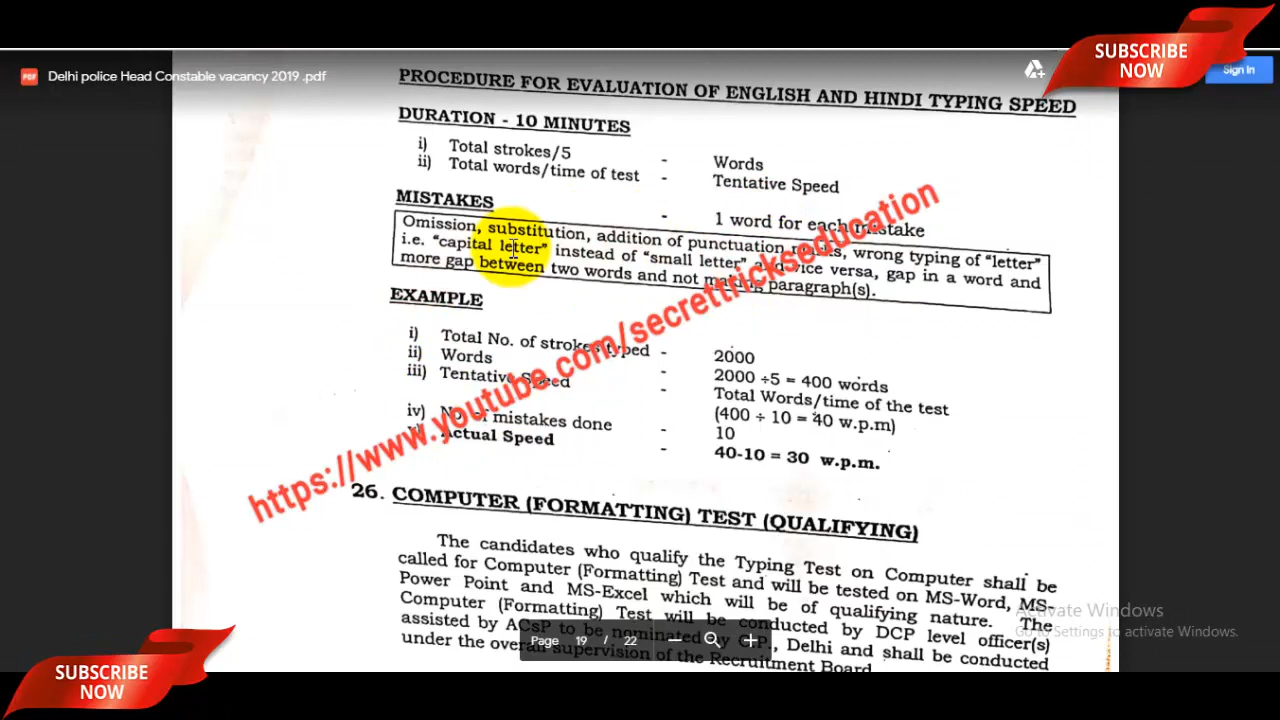 SUBSCRIBE
NOW
PDF
Delhi police Head Constable vacancy 2019 .pdf
Sign In
PROCEDURE FOR EVALUATION OF ENGLISH AND HINDI TYPING SPEED
DURATION - 10 MINUTES
i) Total strokes/5 - Words
ii) Total words/time of test - Tentative Speed
MISTAKES - 1 word for each mistake
Omission, substitution, addition of punctuation marks, wrong typing of "letter"
i.e. "capital letter" instead of "small letter" and vice versa, gap in a word and
more gap between two words and not making paragraph(s).
EXAMPLE
i) Total No. of strokes typed - 2000
ii) Words - 2000 ÷5 = 400 words
iii) Tentative Speed - Total Words/time of the test
(400 ÷ 10 = 40 w.p.m)
iv) No. of mistakes done - 10
v) Actual Speed - 40-10 = 30 w.p.m.
https://www.youtube.com/secrettrickseducation
26. COMPUTER (FORMATTING) TEST (QUALIFYING)
The candidates who qualify the Typing Test on Computer shall be
called for Computer (Formatting) Test and will be tested on MS-Word, MS-
Power Point and MS-Excel which will be of qualifying nature. The
Computer (Formatting) Test will be conducted by DCP level officer(s)
assisted by ACsP to be nominated by C.P., Delhi and shall be conducted
under the overall supervision of the Recruitment Board.
Activate Windows
Go to Settings to activate Windows.
Page 19 / 22
SUBSCRIBE
NOW